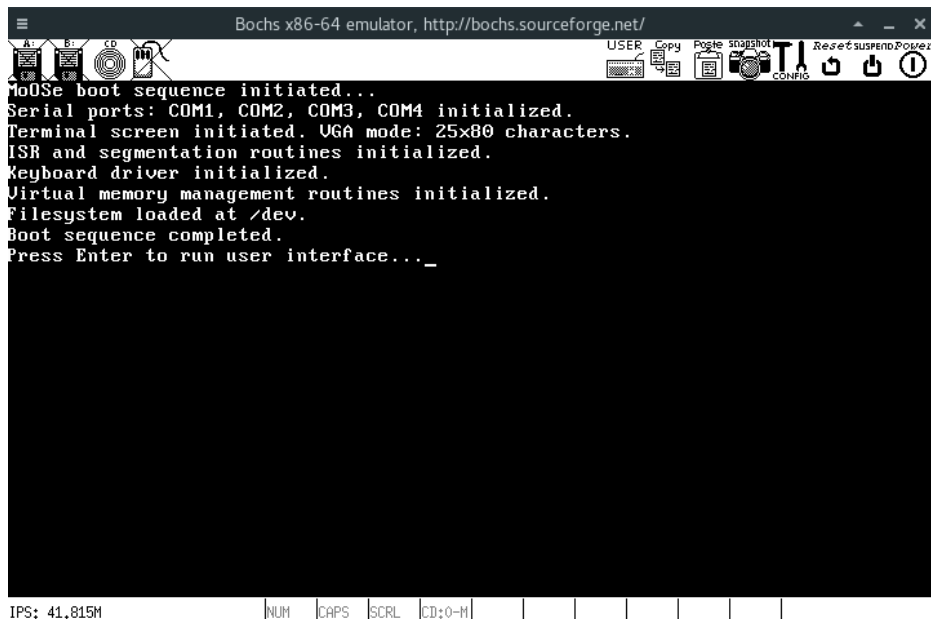 Bochs x86-64 emulator, http://bochs.sourceforge.net/
A: B: CD USER Copy Paste snapshot CONFIG Reset SUSPEND Power
MoOSe boot sequence initiated...
Serial ports: COM1, COM2, COM3, COM4 initialized.
Terminal screen initiated. VGA mode: 25x80 characters.
ISR and segmentation routines initialized.
Keyboard driver initialized.
Virtual memory management routines initialized.
Filesystem loaded at /dev.
Boot sequence completed.
Press Enter to run user interface..._
IPS: 41.815M NUM CAPS SCRL CD:0-M